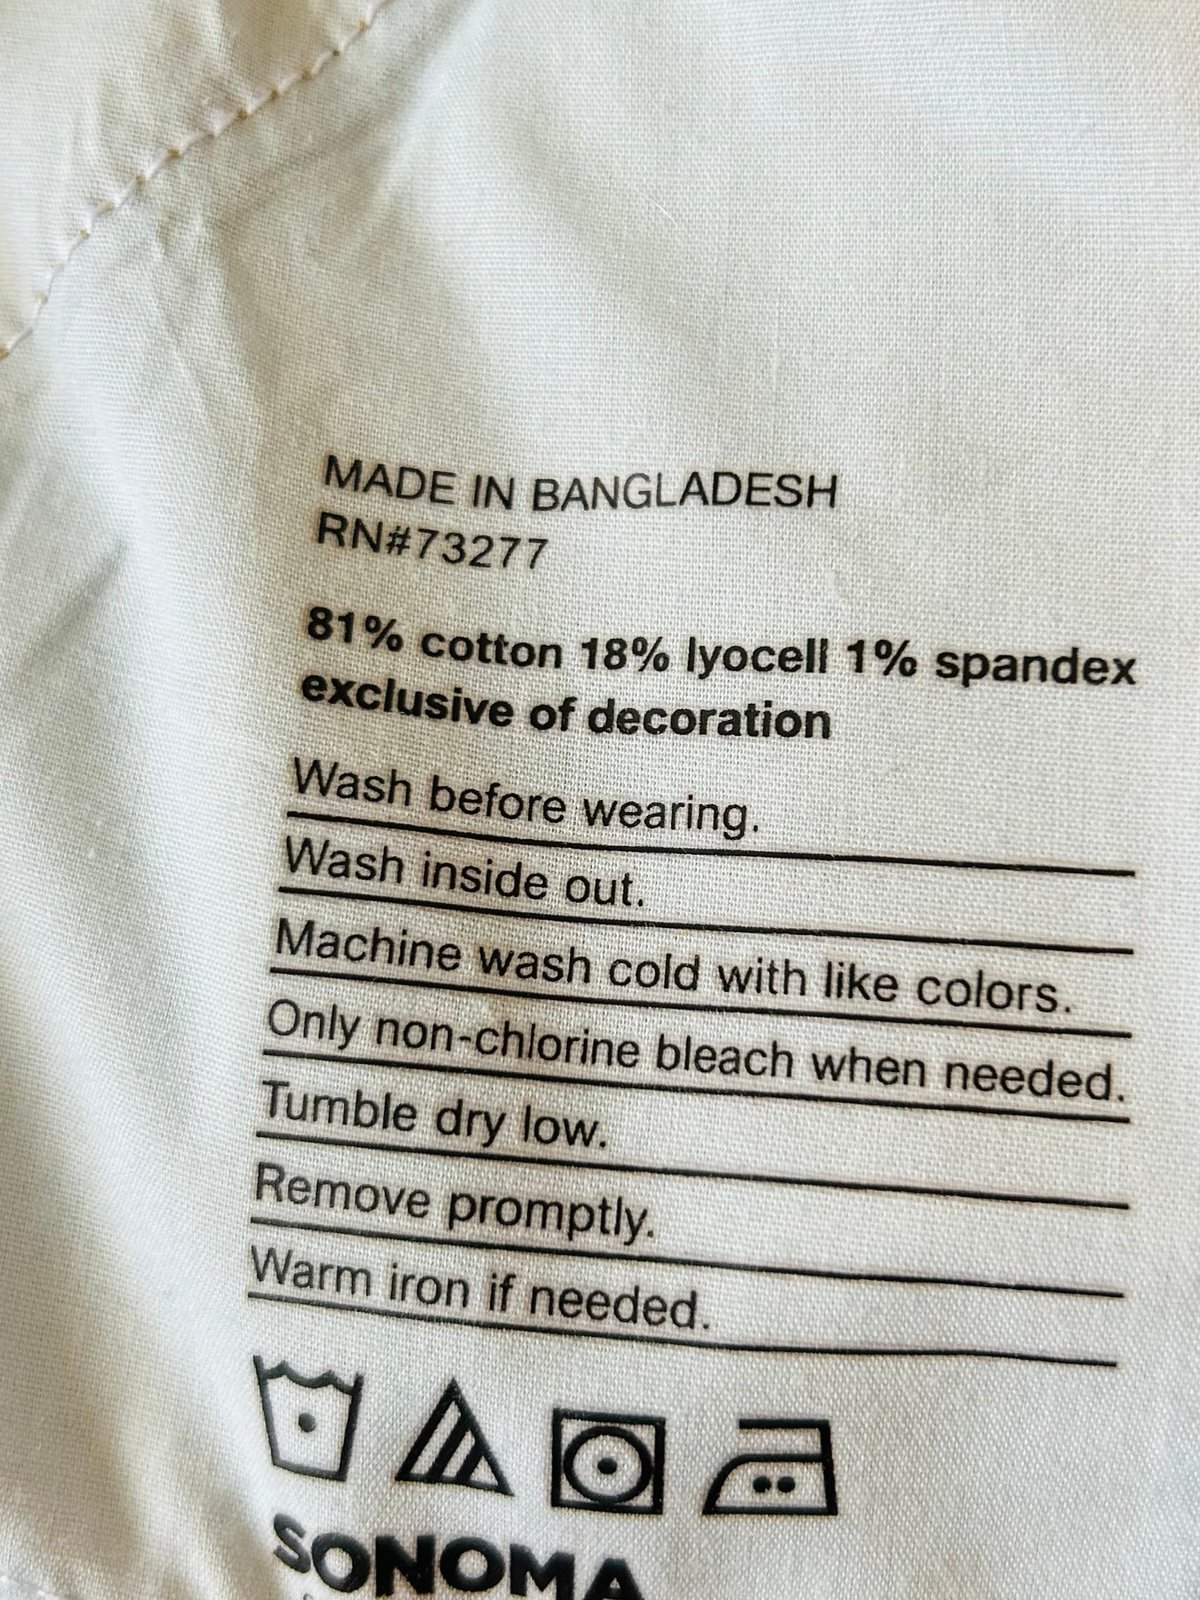 MADE IN BANGLADESH
RN#73277
81% cotton 18% lyocell 1% spandex
exclusive of decoration
Wash before wearing.
Wash inside out.
Machine wash cold with like colors.
Only non-chlorine bleach when needed.
Tumble dry low.
Remove promptly.
Warm iron if needed.
SONOMA